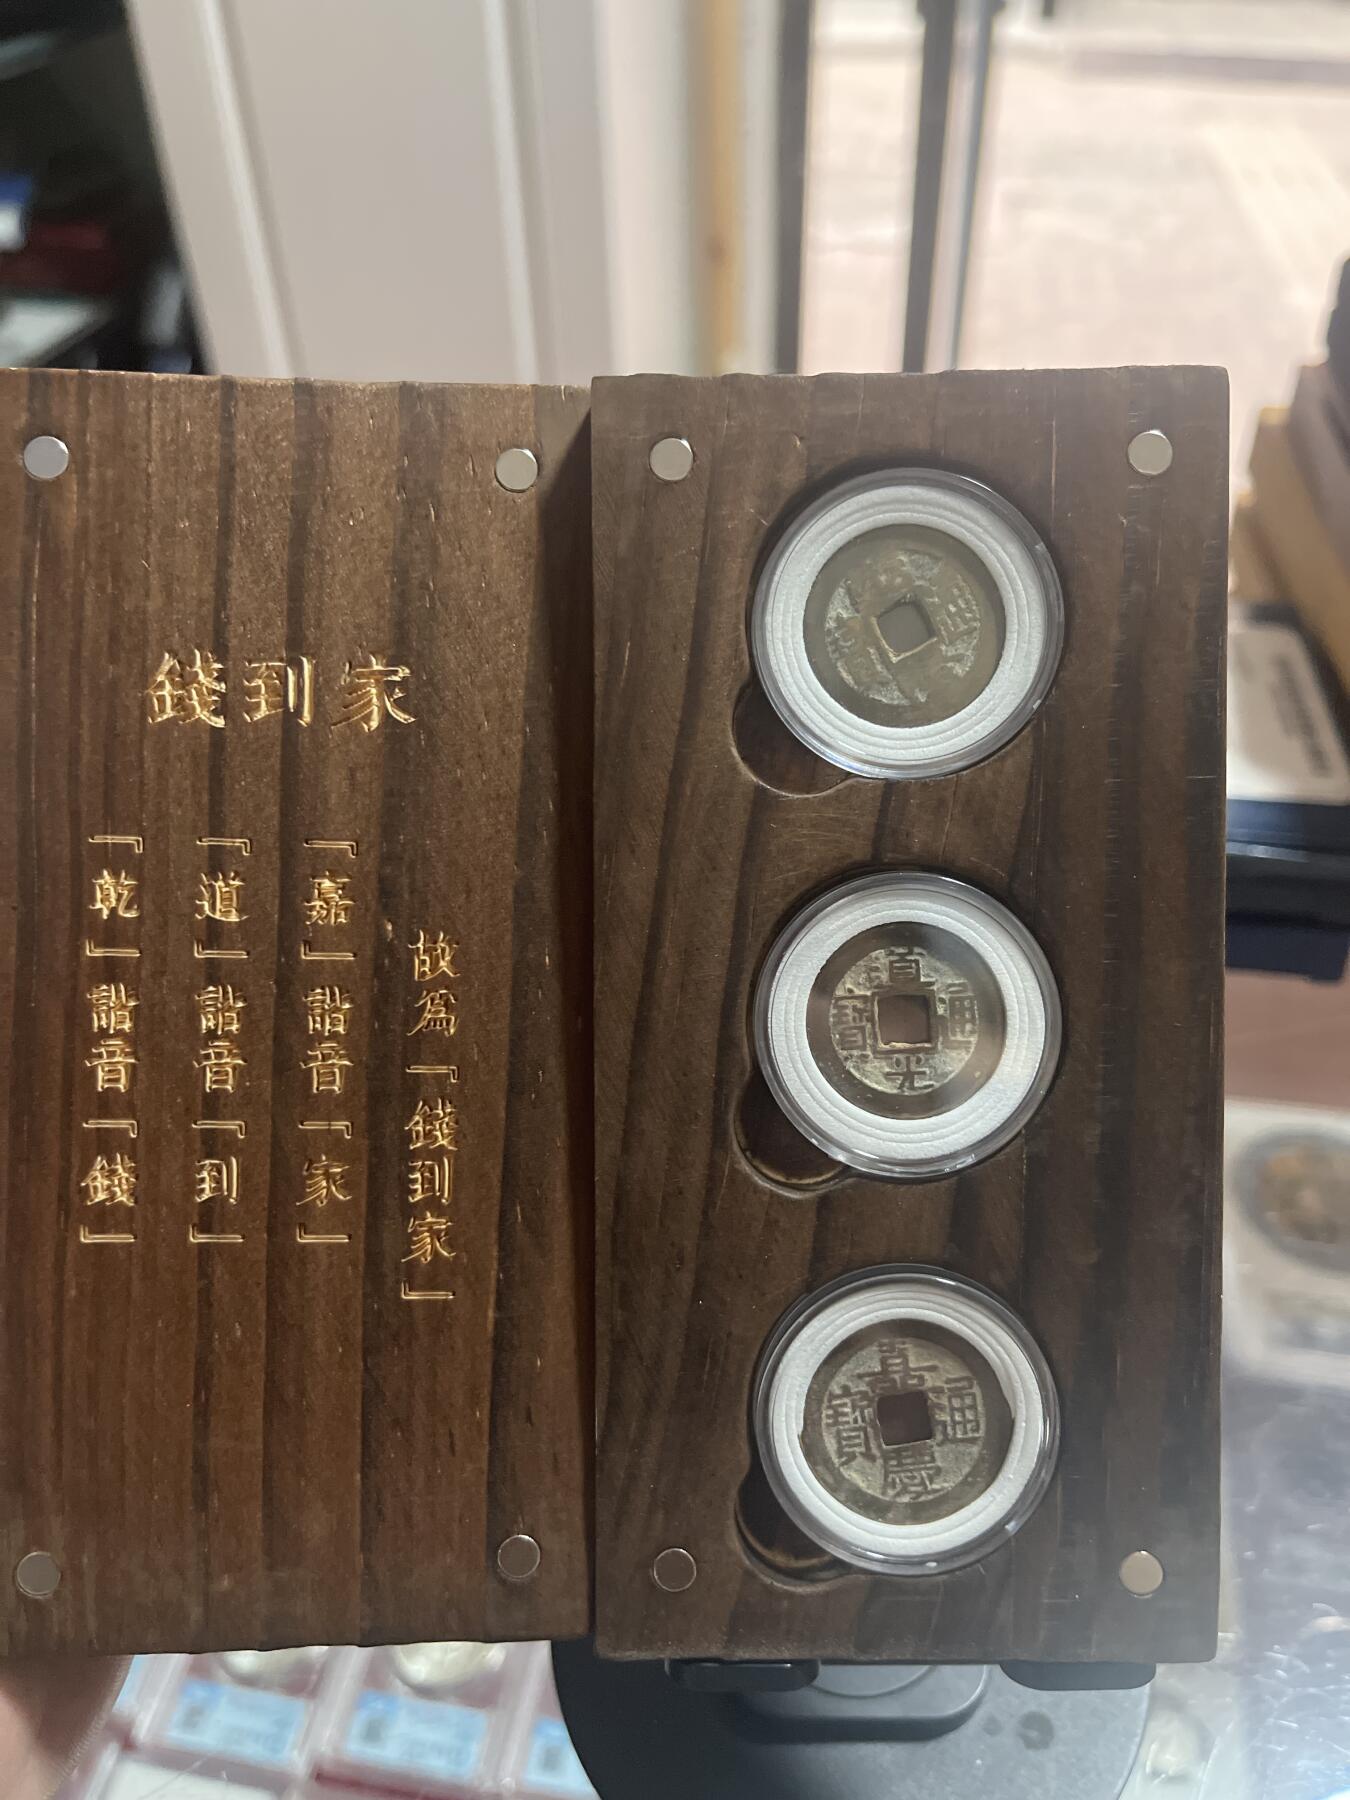 錢到家
「乾」諧音「錢」
「道」諧音「到」
「嘉」諧音「家」
故爲「錢到家」
道光通寶
嘉慶通寶